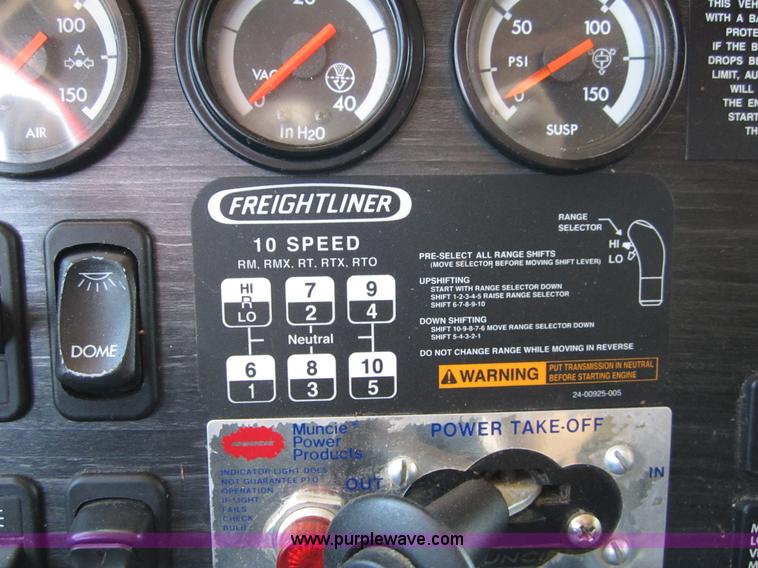 100
A
150
AIR
20
VAC
0
40
in H2O
50
100
PSI
0
150
SUSP
THIS VEH
WITH A BA
PROTE
IF THE B
DROPS BE
LIMIT, AU
WILL
THE EN
START
TH
FREIGHTLINER
10 SPEED
RM, RMX, RT, RTX, RTO
HI
R
LO
7
2
9
4
Neutral
6
1
8
3
10
5
RANGE
SELECTOR
HI
LO
PRE-SELECT ALL RANGE SHIFTS
(MOVE SELECTOR BEFORE MOVING SHIFT LEVER)
UPSHIFTING
START WITH RANGE SELECTOR DOWN
SHIFT 1-2-3-4-5 RAISE RANGE SELECTOR
SHIFT 6-7-8-9-10
DOWN SHIFTING
SHIFT 10-9-8-7-6 MOVE RANGE SELECTOR DOWN
SHIFT 5-4-3-2-1
DO NOT CHANGE RANGE WHILE MOVING IN REVERSE
WARNING
PUT TRANSMISSION IN NEUTRAL
BEFORE STARTING ENGINE
24-00925-005
DOME
Muncie
Power
Products
POWER TAKE-OFF
INDICATOR LIGHT DOES
NOT GUARANTEE PTO
OPERATION
IF LIGHT
FAILS
CHECK
BULB
OUT
IN
www.purplewave.com